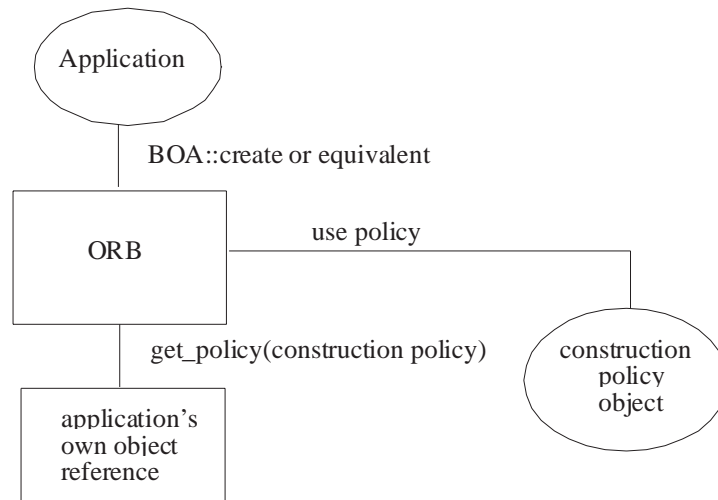 Application
BOA::create or equivalent
ORB
use policy
get_policy(construction policy)
construction
policy
object
application’s
own object
reference